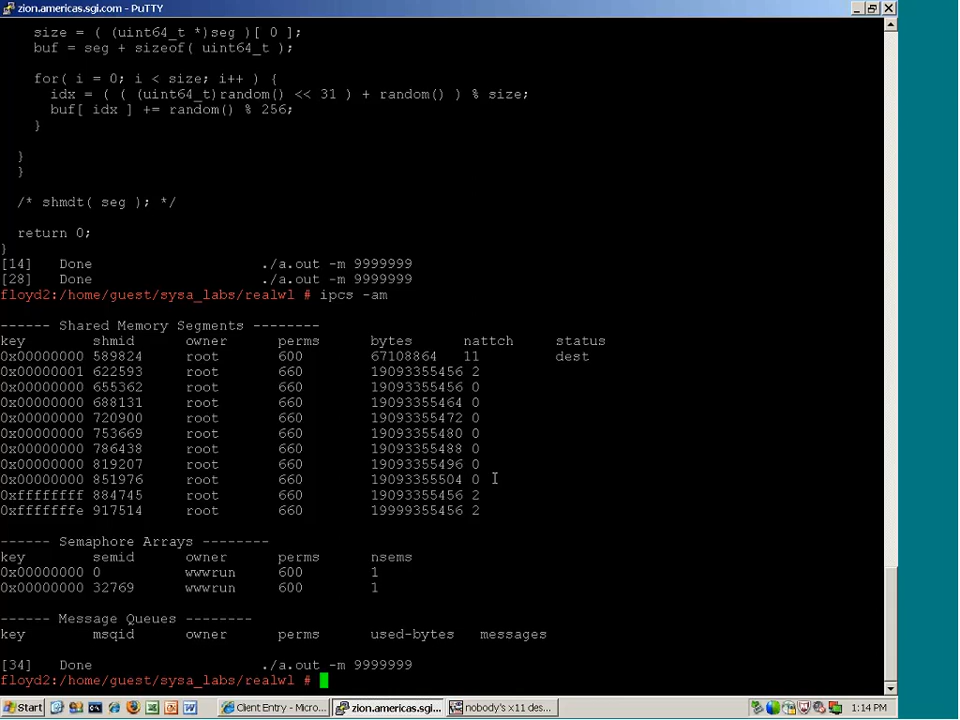 zion.americas.sgi.com - PuTTY
size = ( (uint64_t *)seg )[ 0 ];
buf = seg + sizeof( uint64_t );
for( i = 0; i < size; i++ ) {
idx = ( ( (uint64_t)random() << 31 ) + random() ) % size;
buf[ idx ] += random() % 256;
}
}
}
/* shmdt( seg ); */
return 0;
}
[14]   Done                    ./a.out -m 9999999
[28]   Done                    ./a.out -m 9999999
floyd2:/home/guest/sysa_labs/realwl # ipcs -am
------ Shared Memory Segments --------
key        shmid      owner      perms      bytes      nattch     status
0x00000000 589824     root      600        67108864   11         dest
0x00000001 622593     root      660        19093355456 2
0x00000000 655362     root      660        19093355456 0
0x00000000 688131     root      660        19093355464 0
0x00000000 720900     root      660        19093355472 0
0x00000000 753669     root      660        19093355480 0
0x00000000 786438     root      660        19093355488 0
0x00000000 819207     root      660        19093355496 0
0x00000000 851976     root      660        19093355504 0
0xffffffff 884745     root      660        19093355456 2
0xfffffffe 917514     root      660        19999355456 2
------ Semaphore Arrays --------
key        semid      owner      perms      nsems
0x00000000 0          wwwrun    600        1
0x00000000 32769      wwwrun    600        1
------ Message Queues --------
key        msqid      owner      perms      used-bytes   messages
[34]   Done                    ./a.out -m 9999999
floyd2:/home/guest/sysa_labs/realwl #
Start Client Entry - Micro... zion.americas.sgi... nobody's x11 des... 1:14 PM